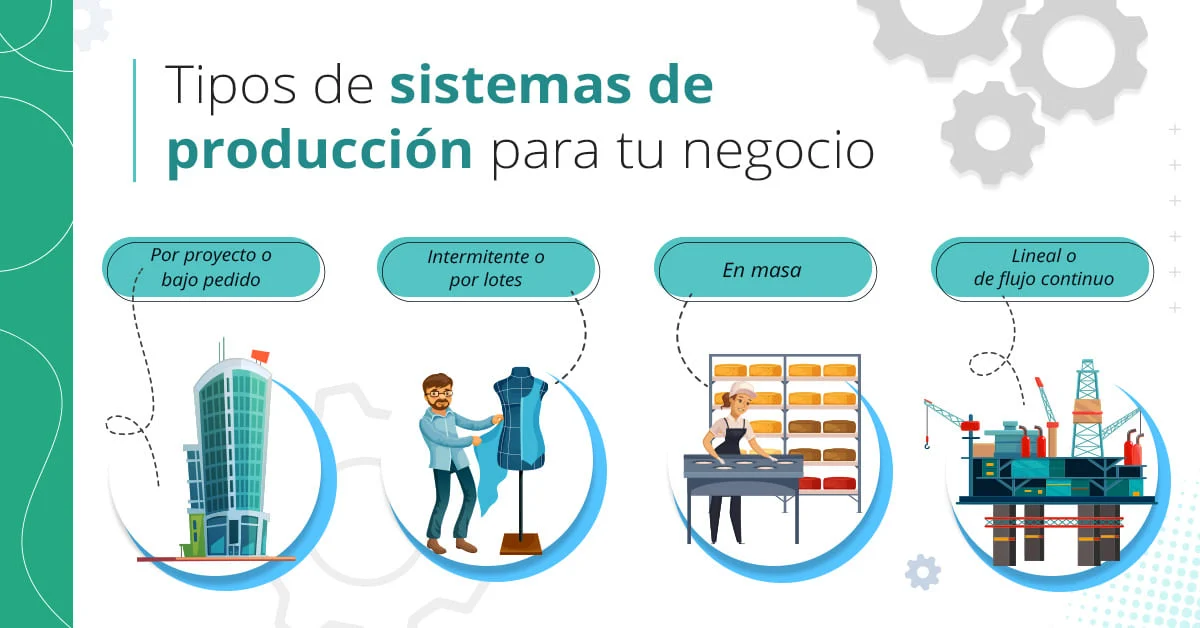 Tipos de sistemas de
producción para tu negocio
Por proyecto o
bajo pedido
Intermitente o
por lotes
En masa
Lineal o
de flujo continuo